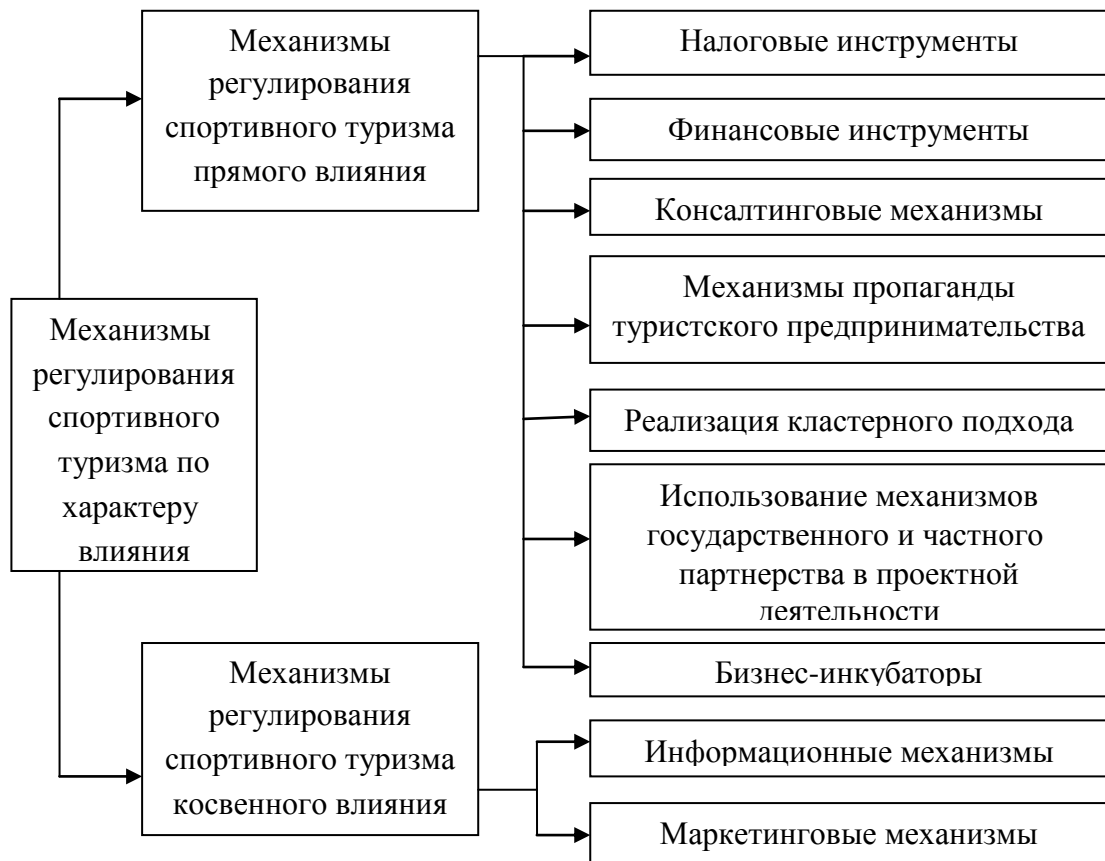 Механизмы
регулирования
спортивного
туризма по
характеру
влияния
Механизмы
регулирования
спортивного туризма
прямого влияния
Налоговые инструменты
Финансовые инструменты
Консалтинговые механизмы
Механизмы пропаганды
туристского предпринимательства
Реализация кластерного подхода
Использование механизмов
государственного и частного
партнерства в проектной
деятельности
Бизнес-инкубаторы
Механизмы
регулирования
спортивного туризма
косвенного влияния
Информационные механизмы
Маркетинговые механизмы